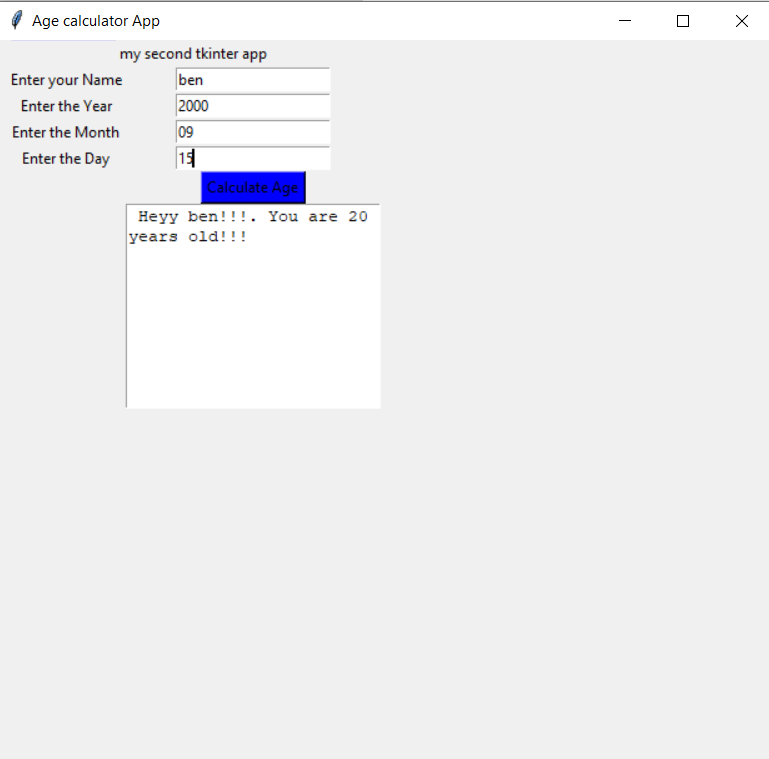 Age calculator App
my second tkinter app
Enter your Name ben
Enter the Year 2000
Enter the Month 09
Enter the Day 15
Calculate Age
Heyy ben!!!. You are 20
years old!!!